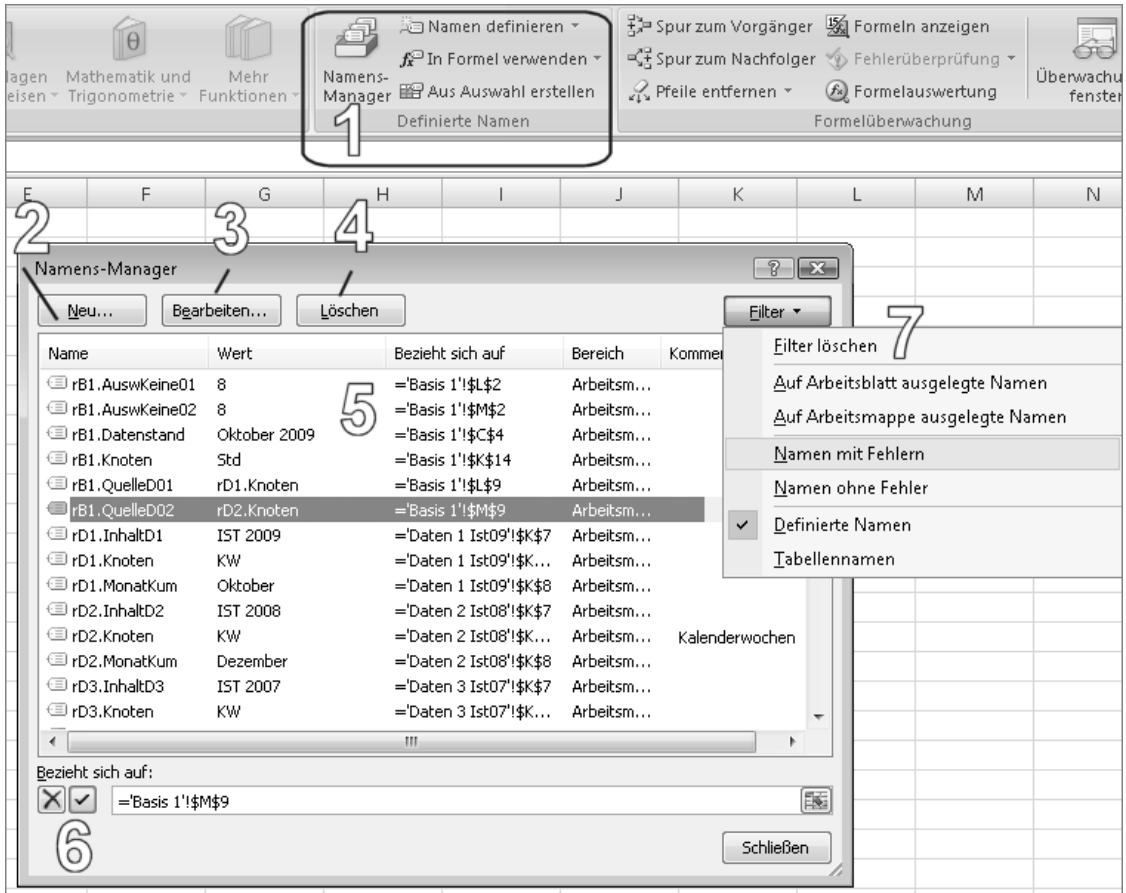 Namen definieren
Spur zum Vorgänger Formeln anzeigen
In Formel verwenden
Spur zum Nachfolger Fehlerüberprüfung
lagen Mathematik und Mehr Namens-
eisen Trigonometrie Funktionen Manager
Aus Auswahl erstellen
Pfeile entfernen Formelauswertung
Überwachu
fenster
Definierte Namen Formelüberwachung
1
E F G H I J K L M N
2 3 4
Namens-Manager
Neu... Bearbeiten... Löschen Filter
7
Name Wert Bezieht sich auf Bereich Kommen
5
rB1.AuswKeine01 8 ='Basis 1'!$L$2 Arbeitsm...
rB1.AuswKeine02 8 ='Basis 1'!$M$2 Arbeitsm...
rB1.Datenstand Oktober 2009 ='Basis 1'!$C$4 Arbeitsm...
rB1.Knoten Std ='Basis 1'!$K$14 Arbeitsm...
rB1.QuelleD01 rD1.Knoten ='Basis 1'!$L$9 Arbeitsm...
rB1.QuelleD02 rD2.Knoten ='Basis 1'!$M$9 Arbeitsm...
rD1.InhaltD1 IST 2009 ='Daten 1 Ist09'!$K$7 Arbeitsm...
rD1.Knoten KW ='Daten 1 Ist09'!$K... Arbeitsm...
rD1.MonatKum Oktober ='Daten 1 Ist09'!$K$8 Arbeitsm...
rD2.InhaltD2 IST 2008 ='Daten 2 Ist08'!$K$7 Arbeitsm...
rD2.Knoten KW ='Daten 2 Ist08'!$K... Arbeitsm... Kalenderwochen
rD2.MonatKum Dezember ='Daten 2 Ist08'!$K$8 Arbeitsm...
rD3.InhaltD3 IST 2007 ='Daten 3 Ist07'!$K$7 Arbeitsm...
rD3.Knoten KW ='Daten 3 Ist07'!$K... Arbeitsm...
Filter löschen
Auf Arbeitsblatt ausgelegte Namen
Auf Arbeitsmappe ausgelegte Namen
Namen mit Fehlern
Namen ohne Fehler
Definierte Namen
Tabellennamen
Bezieht sich auf:
='Basis 1'!$M$9
6
Schließen